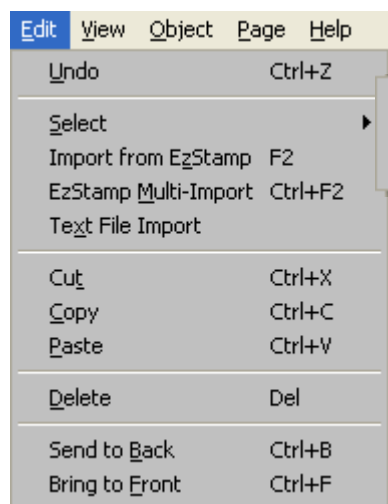 Edit View Object Page Help
Undo Ctrl+Z
Select
Import from EzStamp F2
EzStamp Multi-Import Ctrl+F2
Text File Import
Cut Ctrl+X
Copy Ctrl+C
Paste Ctrl+V
Delete Del
Send to Back Ctrl+B
Bring to Front Ctrl+F